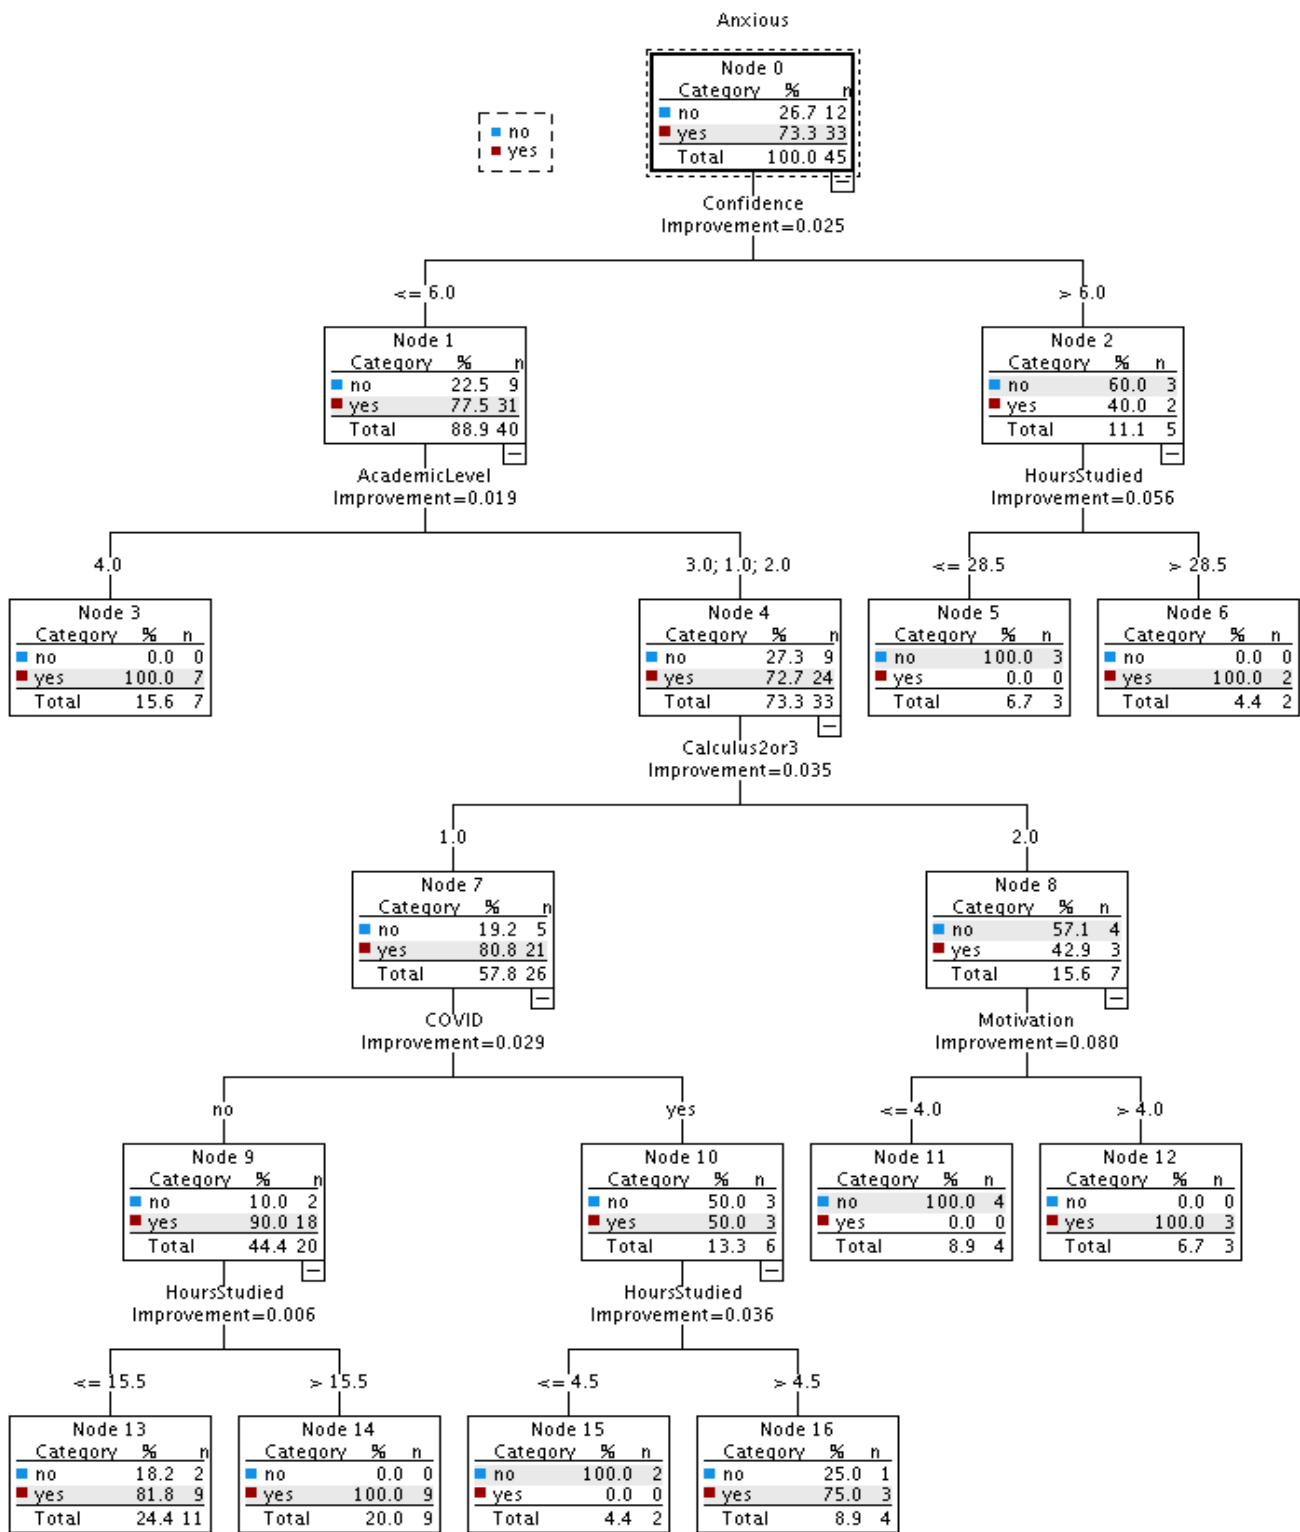 Anxious
no
yes
Node 0
Category % n
no 26.7 12
yes 73.3 33
Total 100.0 45
Confidence
Improvement=0.025
<= 6.0
> 6.0
Node 1
Category % n
no 22.5 9
yes 77.5 31
Total 88.9 40
Node 2
Category % n
no 60.0 3
yes 40.0 2
Total 11.1 5
AcademicLevel
Improvement=0.019
HoursStudied
Improvement=0.056
4.0
3.0; 1.0; 2.0
<= 28.5
> 28.5
Node 3
Category % n
no 0.0 0
yes 100.0 7
Total 15.6 7
Node 4
Category % n
no 27.3 9
yes 72.7 24
Total 73.3 33
Node 5
Category % n
no 100.0 3
yes 0.0 0
Total 6.7 3
Node 6
Category % n
no 0.0 0
yes 100.0 2
Total 4.4 2
Calculus2or3
Improvement=0.035
1.0
2.0
Node 7
Category % n
no 19.2 5
yes 80.8 21
Total 57.8 26
Node 8
Category % n
no 57.1 4
yes 42.9 3
Total 15.6 7
COVID
Improvement=0.029
Motivation
Improvement=0.080
no
yes
<= 4.0
> 4.0
Node 9
Category % n
no 10.0 2
yes 90.0 18
Total 44.4 20
Node 10
Category % n
no 50.0 3
yes 50.0 3
Total 13.3 6
Node 11
Category % n
no 100.0 4
yes 0.0 0
Total 8.9 4
Node 12
Category % n
no 0.0 0
yes 100.0 3
Total 6.7 3
HoursStudied
Improvement=0.006
HoursStudied
Improvement=0.036
<= 15.5
> 15.5
<= 4.5
> 4.5
Node 13
Category % n
no 18.2 2
yes 81.8 9
Total 24.4 11
Node 14
Category % n
no 0.0 0
yes 100.0 9
Total 20.0 9
Node 15
Category % n
no 100.0 2
yes 0.0 0
Total 4.4 2
Node 16
Category % n
no 25.0 1
yes 75.0 3
Total 8.9 4